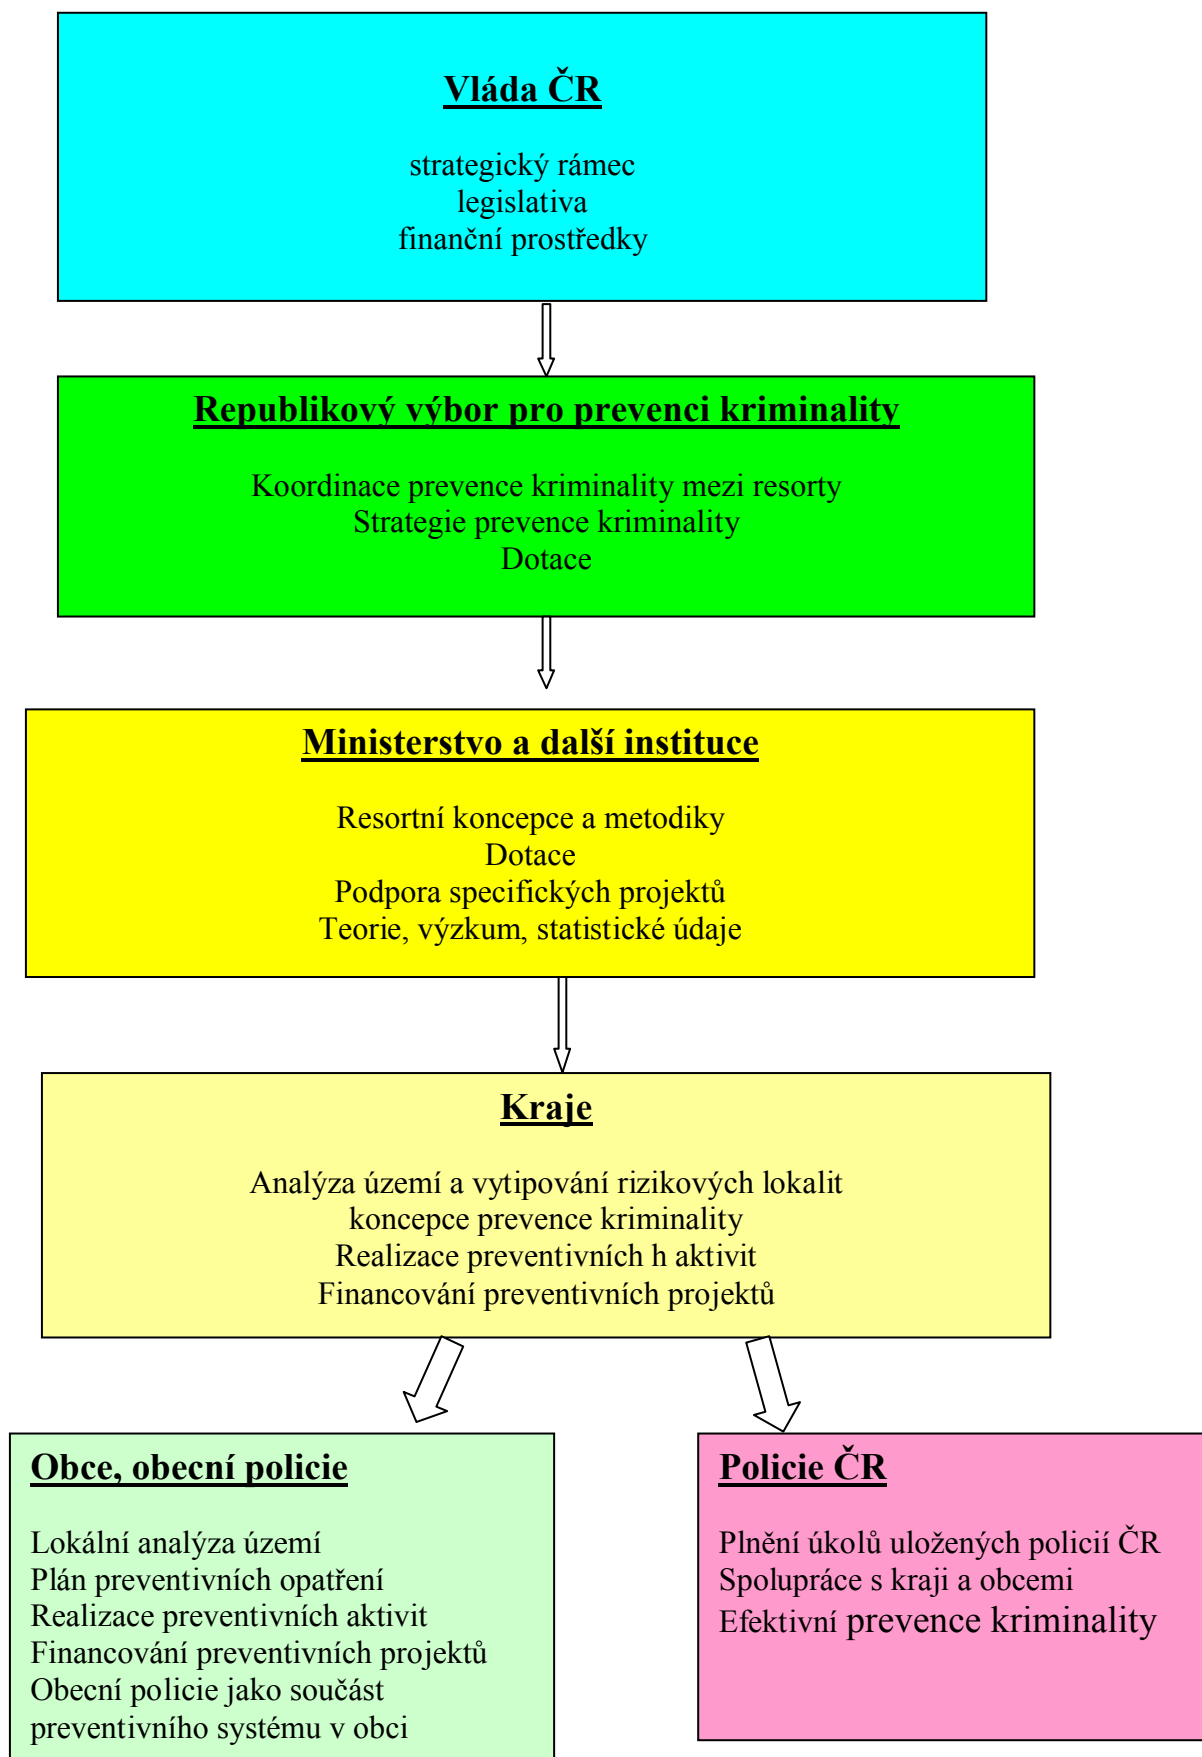 Vláda ČR
strategický rámec
legislativa
finanční prostředky
Republikový výbor pro prevenci kriminality
Koordinace prevence kriminality mezi resorty
Strategie prevence kriminality
Dotace
Ministerstvo a další instituce
Resortní koncepce a metodiky
Dotace
Podpora specifických projektů
Teorie, výzkum, statistické údaje
Kraje
Analýza území a vytipování rizikových lokalit
koncepce prevence kriminality
Realizace preventivních h aktivit
Financování preventivních projektů
Obce, obecní policie
Lokální analýza území
Plán preventivních opatření
Realizace preventivních aktivit
Financování preventivních projektů
Obecní policie jako součást
preventivního systému v obci
Policie ČR
Plnění úkolů uložených policií ČR
Spolupráce s kraji a obcemi
Efektivní prevence kriminality